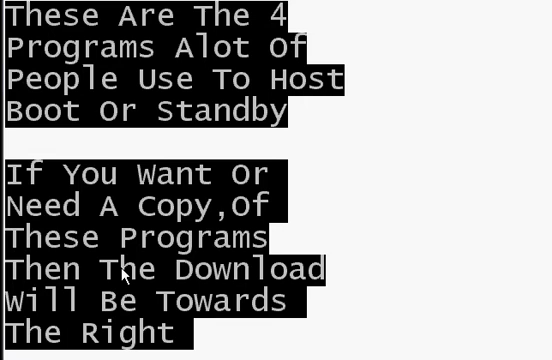 These Are The 4
Programs Alot Of
People Use To Host
Boot Or Standby
If You Want Or
Need A Copy,Of
These Programs
Then The Download
Will Be Towards
The Right